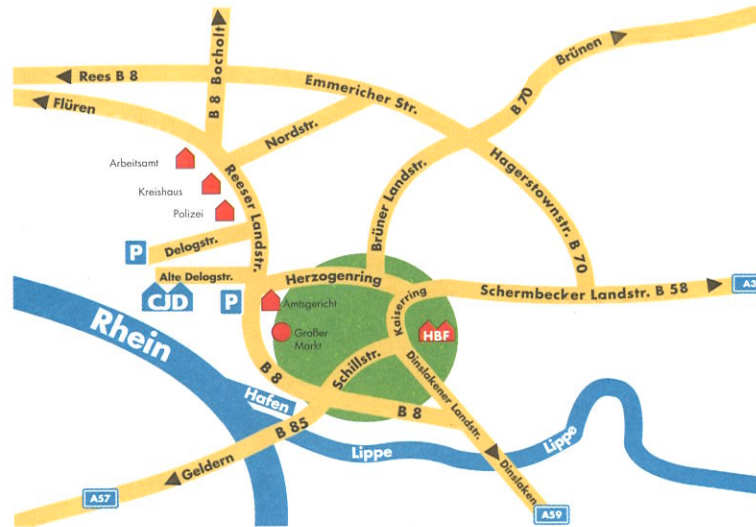 Rees B 8
B 8 Bocholt
Flüren
Emmericher Str.
Nordstr.
Brünen
B 70
Arbeitsamt
Kreishaus
Polizei
Reeser Landstr.
Brüner Landstr.
Hagerstownstr. B 70
P
Delogstr.
Alte Delogstr.
CJD
P
Herzogenring
Kaiserring
Schermbecker Landstr. B 58
A3
Amtsgericht
Großer
Markt
HBF
Rhein
Hafen
B 8
Schillstr.
B 8
Dinslakener Landstr.
Dinslaken
B 85
Geldern
Lippe
Lippe
A57
A59